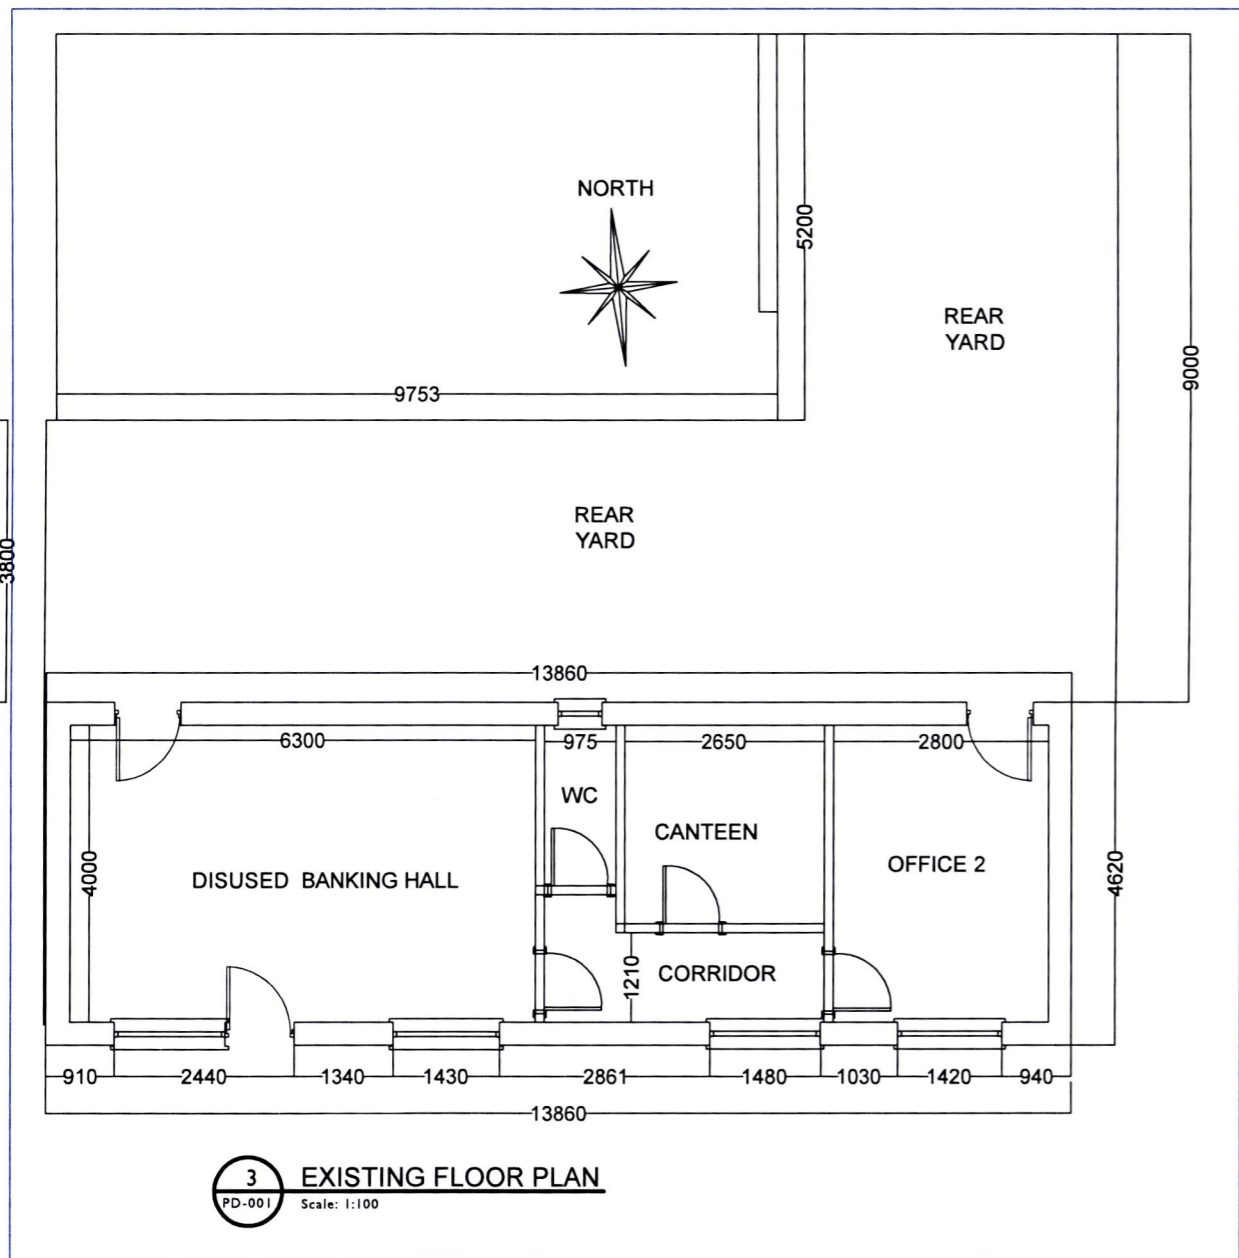 NORTH
5200
REAR
YARD
9000
9753
REAR
YARD
3800
13860
6300
975
2650
2800
WC
CANTEEN
4000
DISUSED BANKING HALL
OFFICE 2
4620
1210
CORRIDOR
910
2440
1340
1430
2861
1480
1030
1420
940
13860
3
PD-001
EXISTING FLOOR PLAN
Scale: 1:100